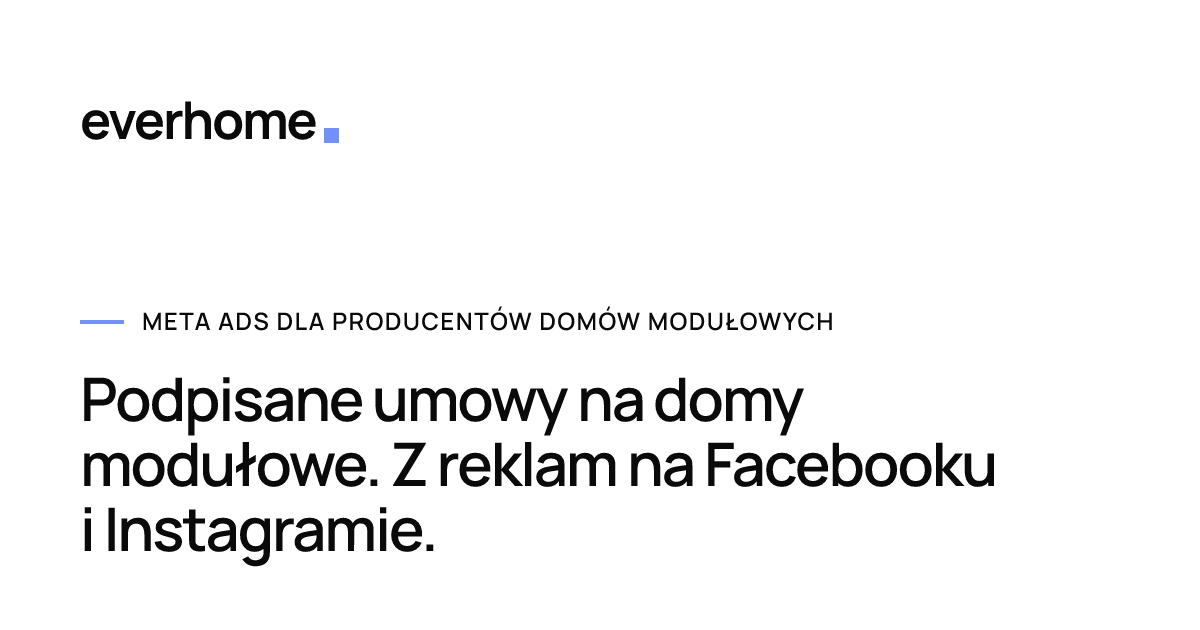 everhome
META ADS DLA PRODUCENTÓW DOMÓW MODUŁOWYCH
Podpisane umowy na domy
modułowe. Z reklam na Facebooku
i Instagramie.